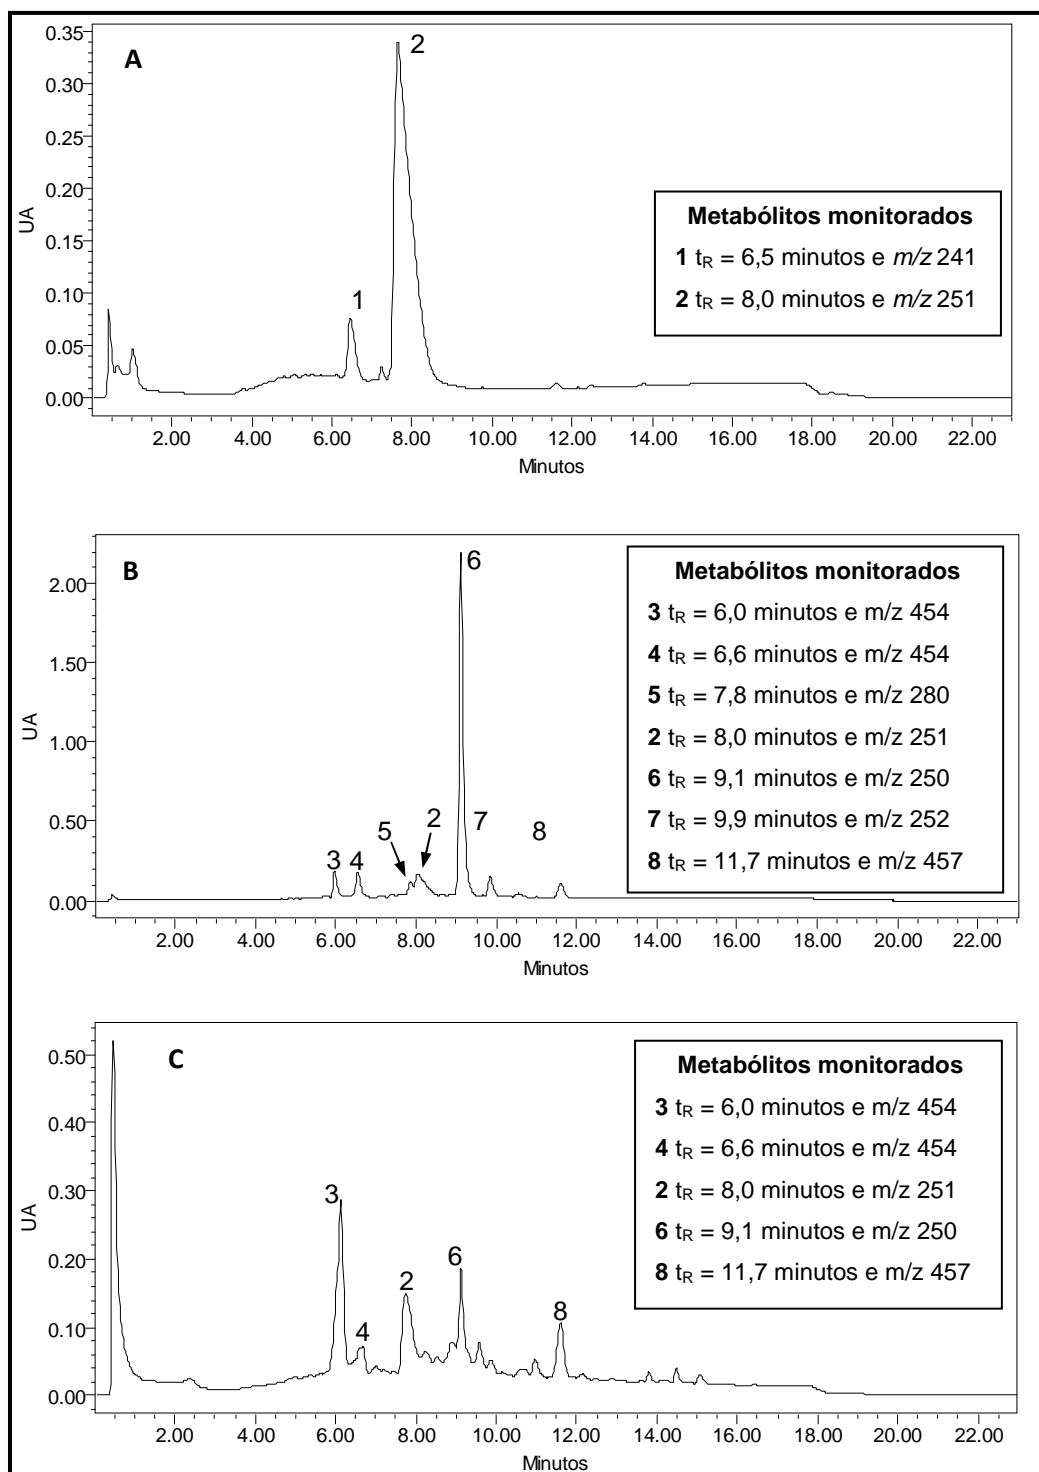 A
2
1
UA
0.35
0.30
0.25
0.20
0.15
0.10
0.05
0.00
2.00 4.00 6.00 8.00 10.00 12.00 14.00 16.00 18.00 20.00 22.00
Minutos
Metabólitos monitorados
1 tR = 6,5 minutos e m/z 241
2 tR = 8,0 minutos e m/z 251
B
6
5 2 7 8
3 4
UA
2.00
1.50
1.00
0.50
0.00
2.00 4.00 6.00 8.00 10.00 12.00 14.00 16.00 18.00 20.00 22.00
Minutos
Metabólitos monitorados
3 tR = 6,0 minutos e m/z 454
4 tR = 6,6 minutos e m/z 454
5 tR = 7,8 minutos e m/z 280
2 tR = 8,0 minutos e m/z 251
6 tR = 9,1 minutos e m/z 250
7 tR = 9,9 minutos e m/z 252
8 tR = 11,7 minutos e m/z 457
C
3
4
2
6
8
UA
0.50
0.40
0.30
0.20
0.10
0.00
2.00 4.00 6.00 8.00 10.00 12.00 14.00 16.00 18.00 20.00 22.00
Minutos
Metabólitos monitorados
3 tR = 6,0 minutos e m/z 454
4 tR = 6,6 minutos e m/z 454
2 tR = 8,0 minutos e m/z 251
6 tR = 9,1 minutos e m/z 250
8 tR = 11,7 minutos e m/z 457